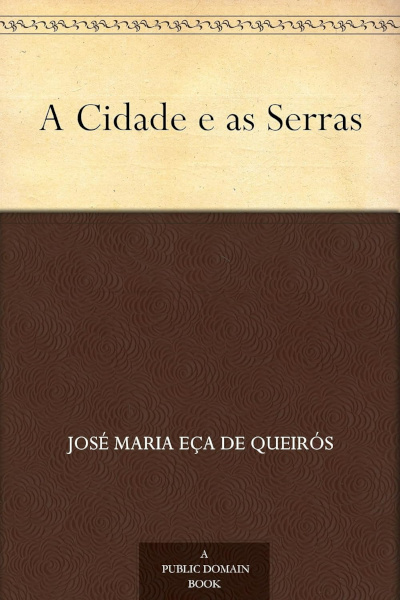 A Cidade e as Serras
JOSÉ MARIA EÇA DE QUEIRÓS
A
PUBLIC DOMAIN
BOOK